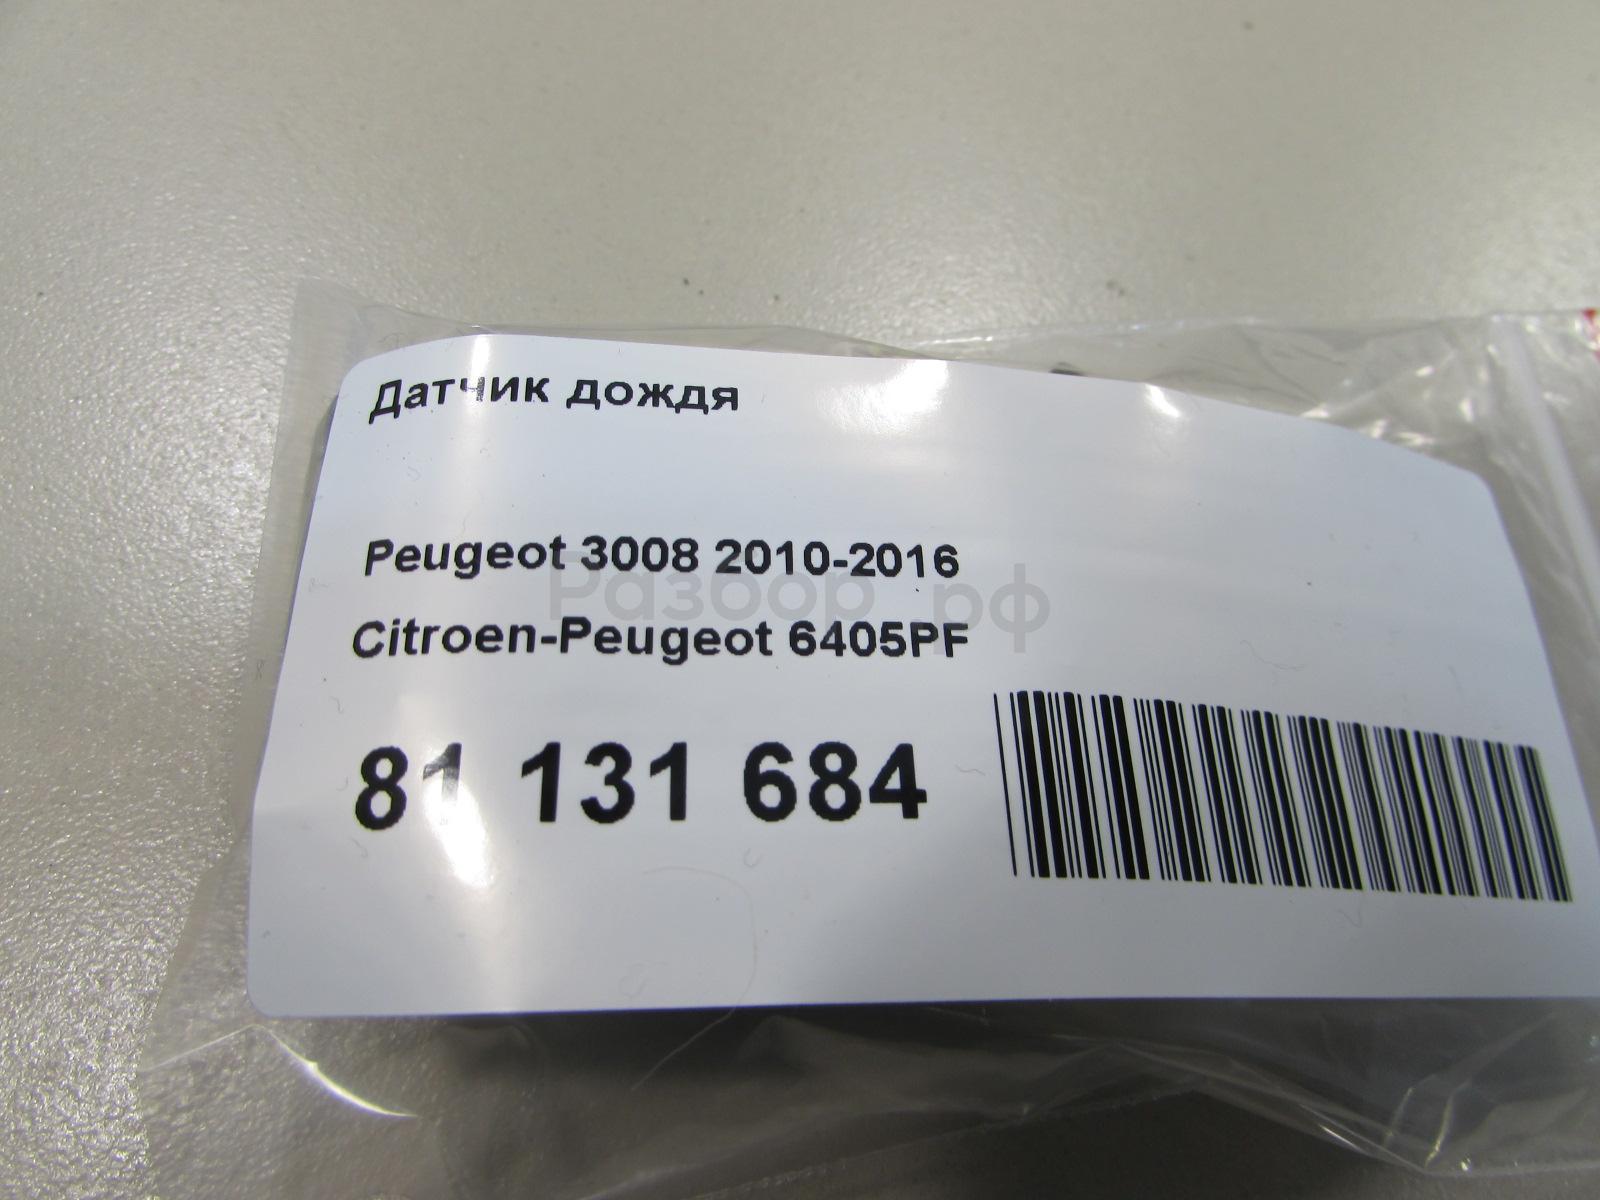 Датчик дождя
Peugeot 3008 2010-2016
Разбор.рф
Citroen-Peugeot 6405PF
81 131 684